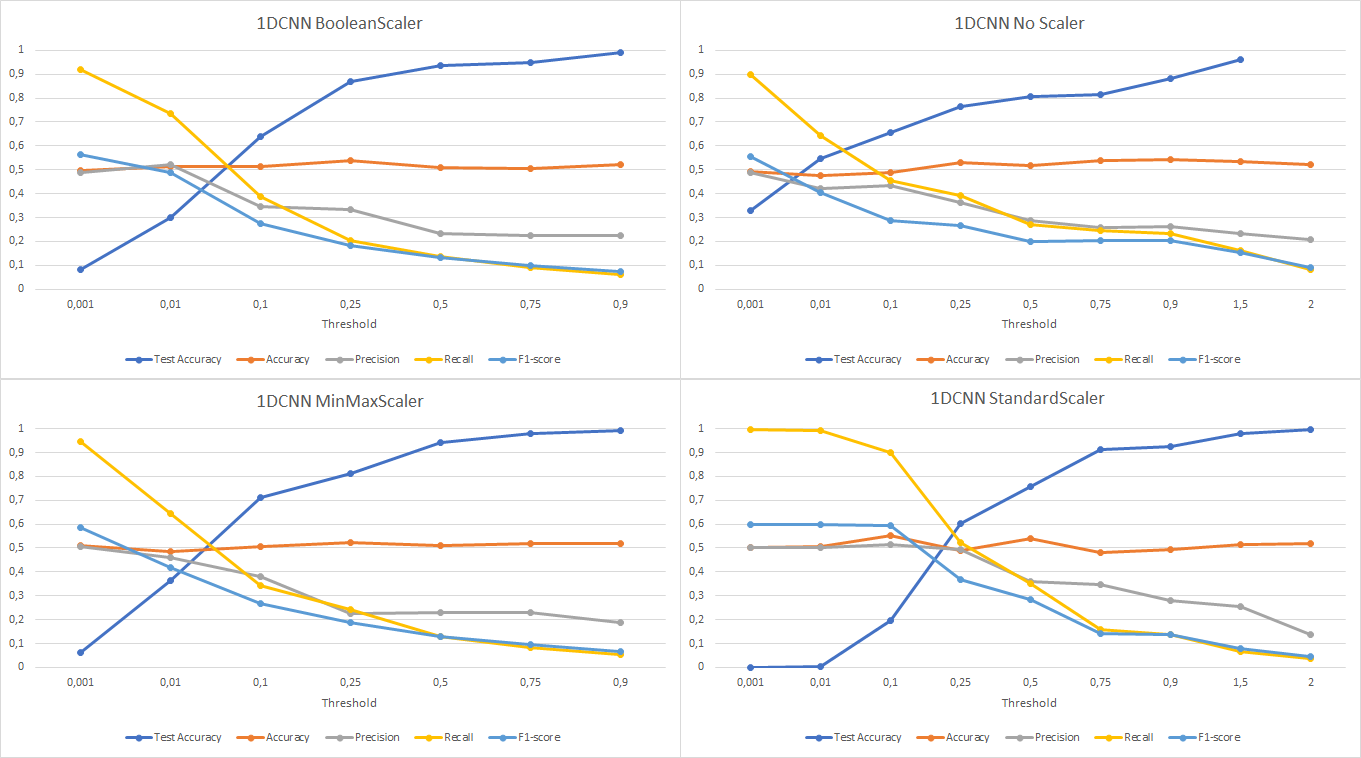 1DCNN BooleanScaler
1
0,9
0,8
0,7
0,6
0,5
0,4
0,3
0,2
0,1
0
0,001 0,01 0,1 0,25 0,5 0,75 0,9
Threshold
Test Accuracy Accuracy Precision Recall F1-score
1DCNN No Scaler
1
0,9
0,8
0,7
0,6
0,5
0,4
0,3
0,2
0,1
0
0,001 0,01 0,1 0,25 0,5 0,75 0,9 1,5 2
Threshold
Test Accuracy Accuracy Precision Recall F1-score
1DCNN MinMaxScaler
1
0,9
0,8
0,7
0,6
0,5
0,4
0,3
0,2
0,1
0
0,001 0,01 0,1 0,25 0,5 0,75 0,9
Threshold
Test Accuracy Accuracy Precision Recall F1-score
1DCNN StandardScaler
1
0,9
0,8
0,7
0,6
0,5
0,4
0,3
0,2
0,1
0
0,001 0,01 0,1 0,25 0,5 0,75 0,9 1,5 2
Threshold
Test Accuracy Accuracy Precision Recall F1-score